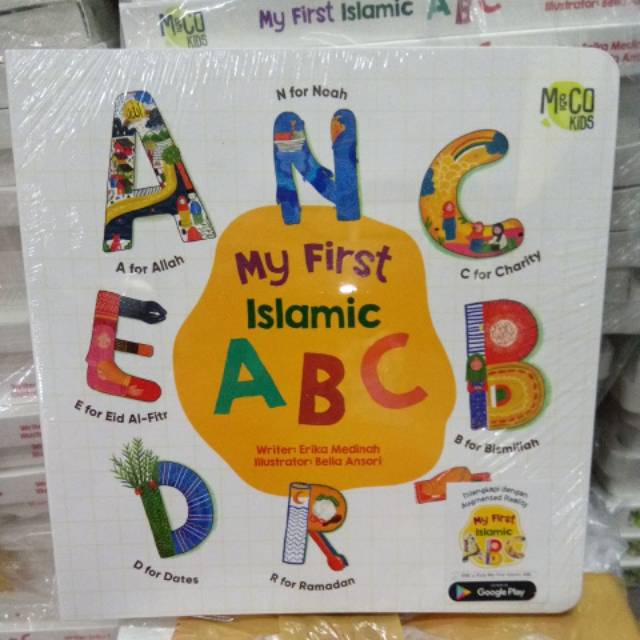 M&CO
KIDS
My First Islamic ABC
N for Noah
M&CO
KIDS
A for Allah
C for Charity
My First
Islamic
ABC
E for Eid Al-Fitr
B for Bismillah
Writer: Erika Medinah
Illustrator: Bella Ansori
D for Dates
R for Ramadan
Dilengkapi dengan
Augmented Reality
My First
Islamic
ABC
Google Play